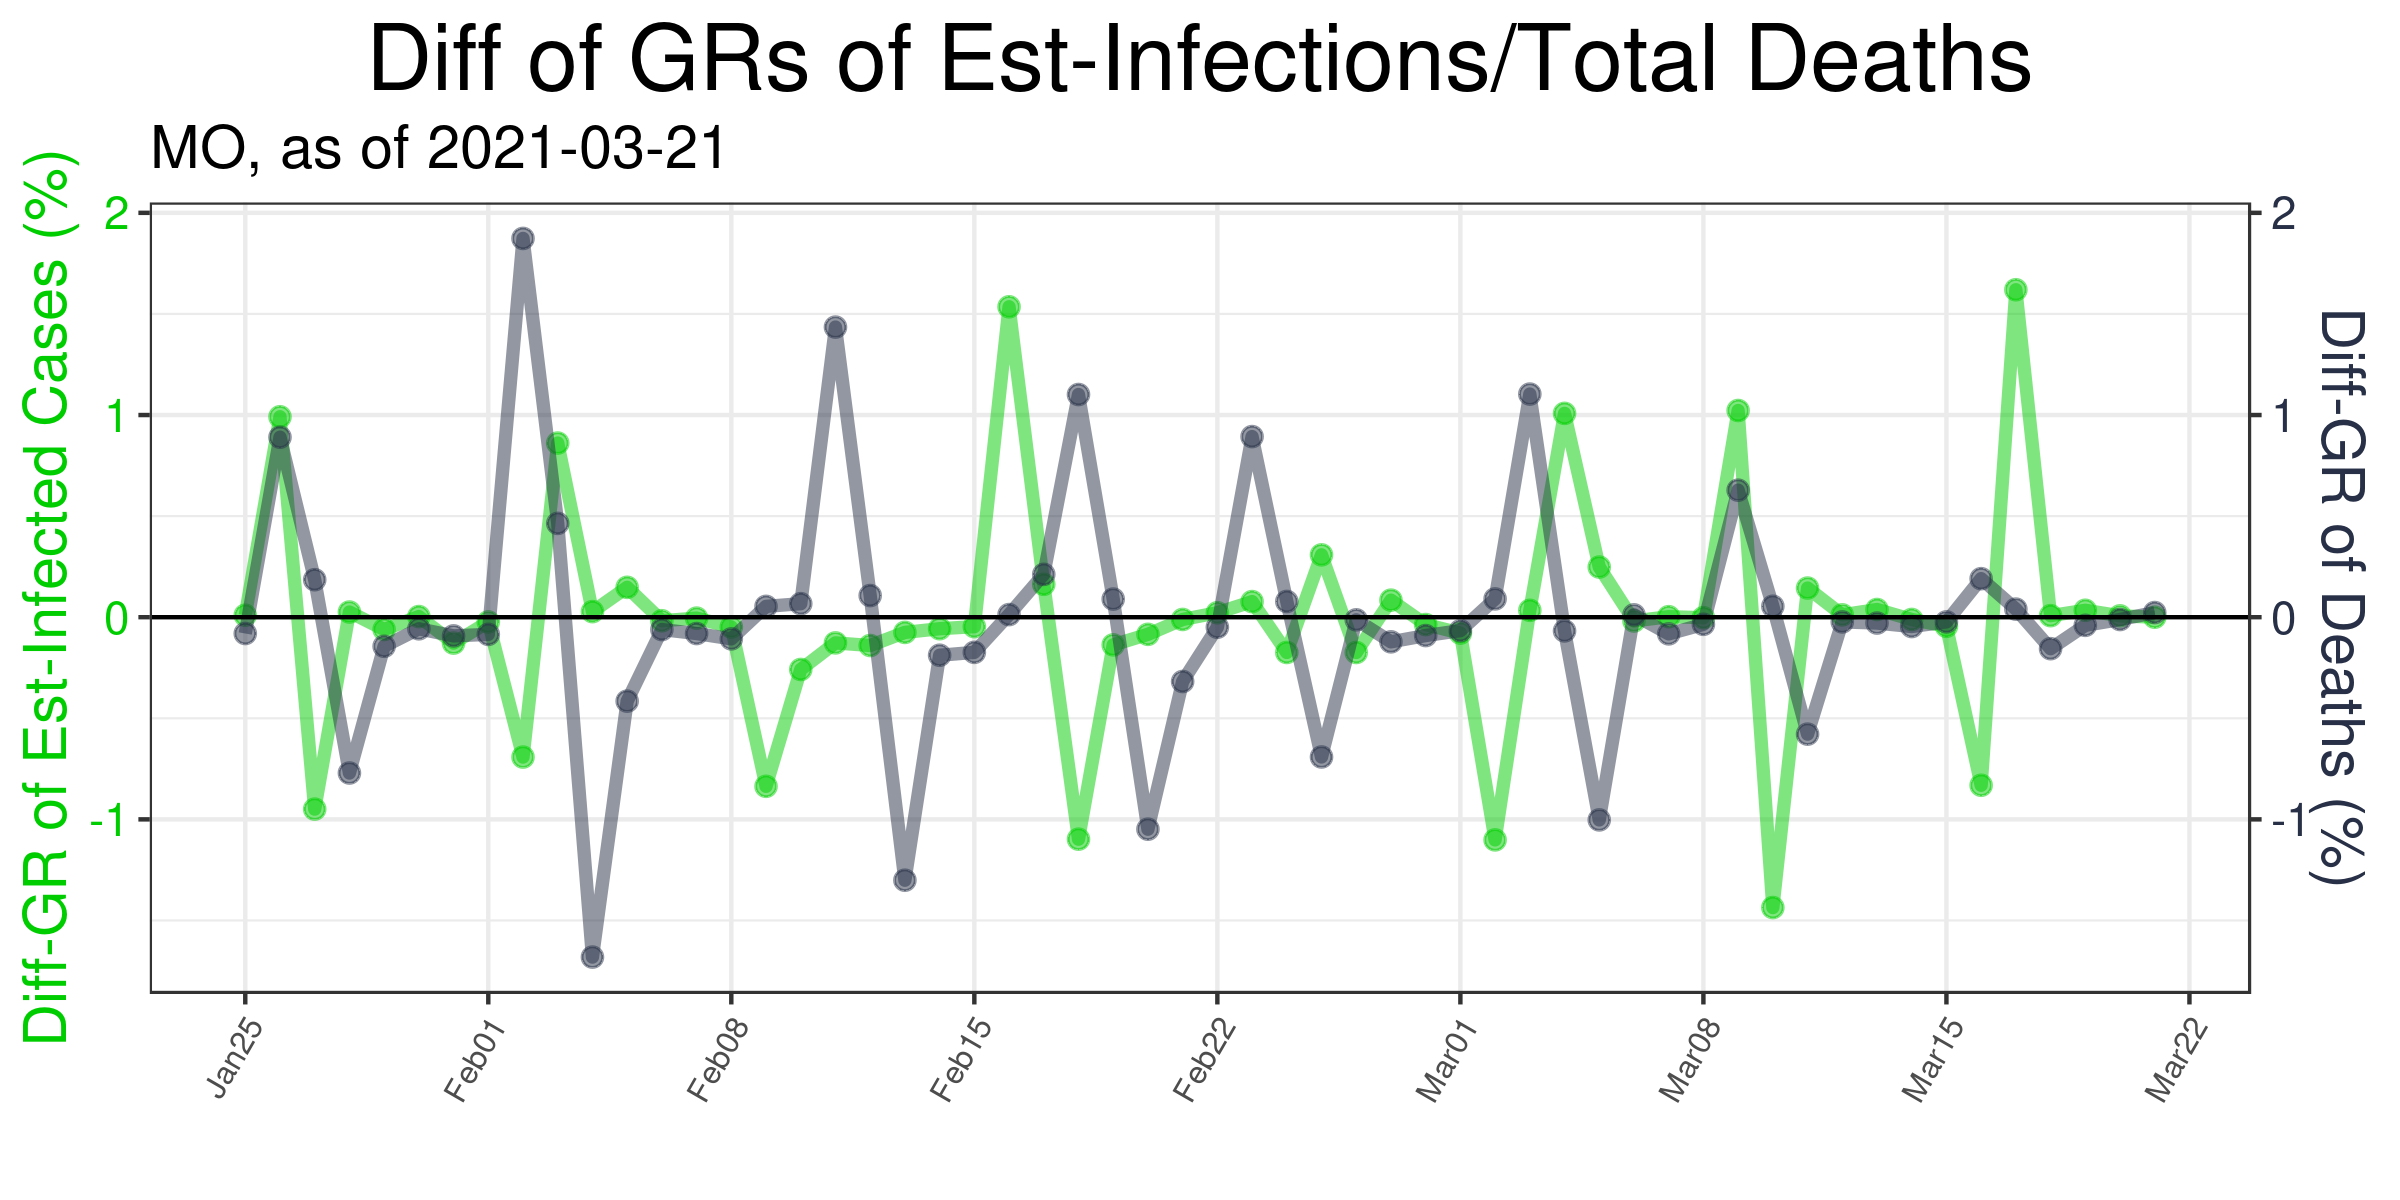 Diff of GRs of Est-Infections/Total Deaths
MO, as of 2021-03-21
Diff-GR of Est-Infected Cases (%)
2
1
0
-1
2
1
0
-1
Diff-GR of Deaths (%)
Jan25
Feb01
Feb08
Feb15
Feb22
Mar01
Mar08
Mar15
Mar22